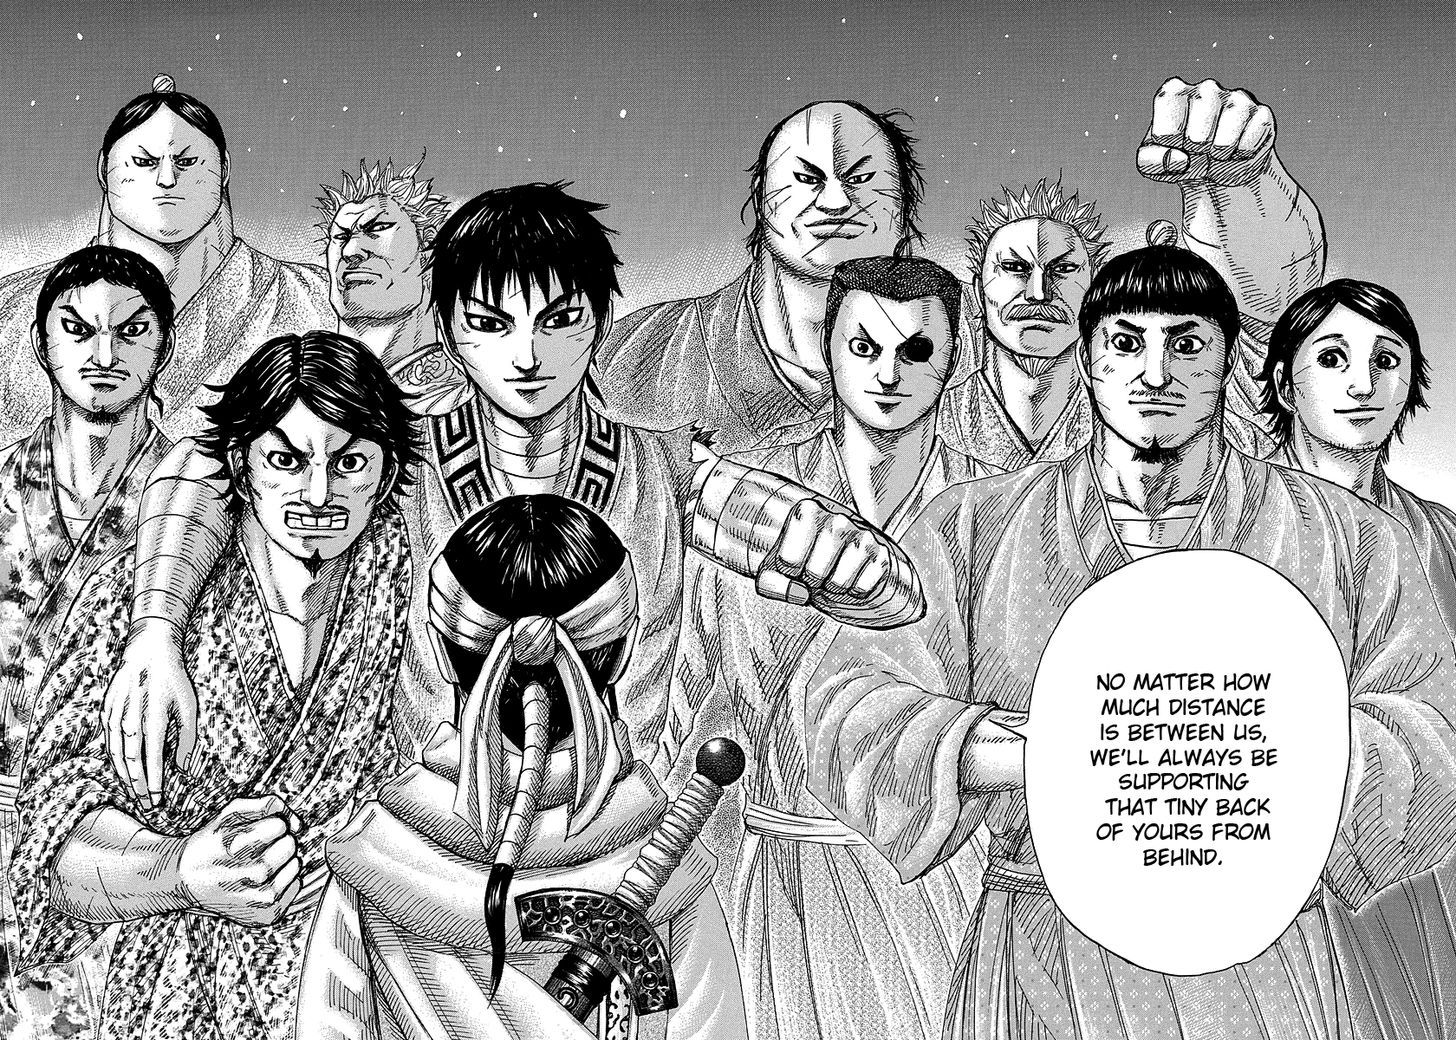 NO MATTER HOW
MUCH DISTANCE
IS BETWEEN US,
WE'LL ALWAYS BE
SUPPORTING
THAT TINY BACK
OF YOURS FROM
BEHIND.